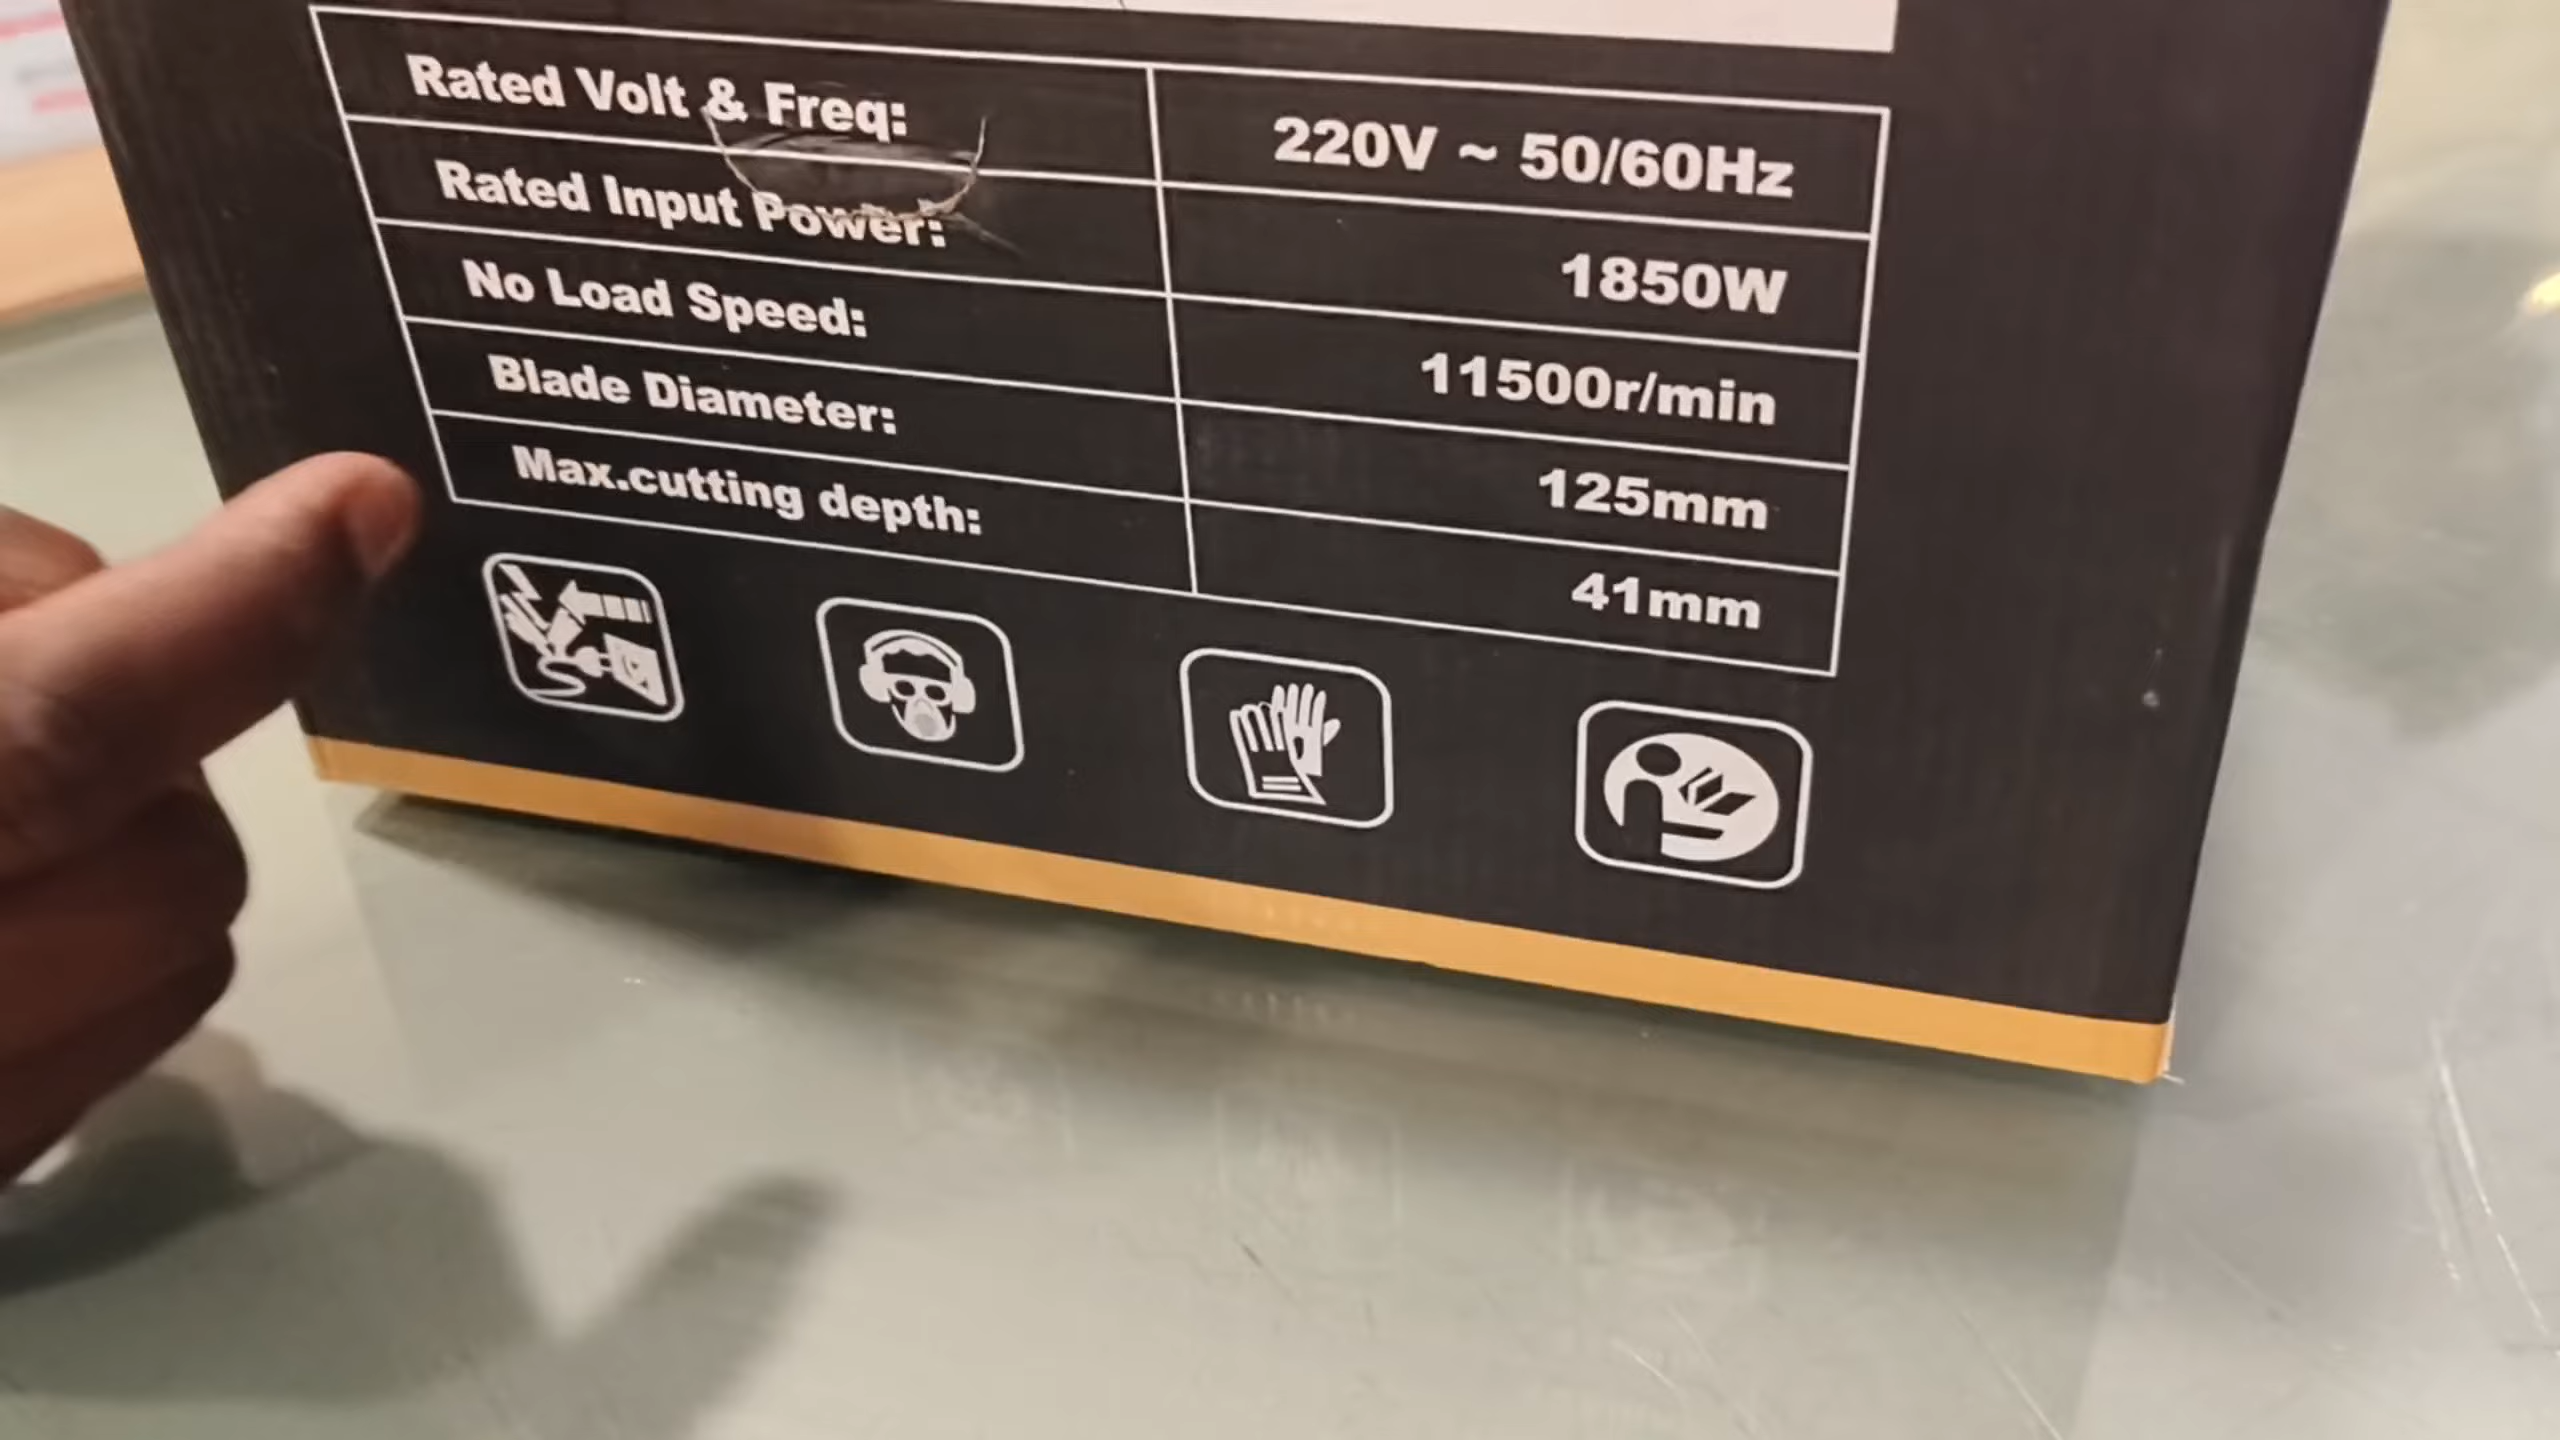 Rated Volt & Freq: 220V ~ 50/60Hz
Rated Input Power: 1850W
No Load Speed: 11500r/min
Blade Diameter: 125mm
Max.cutting depth: 41mm